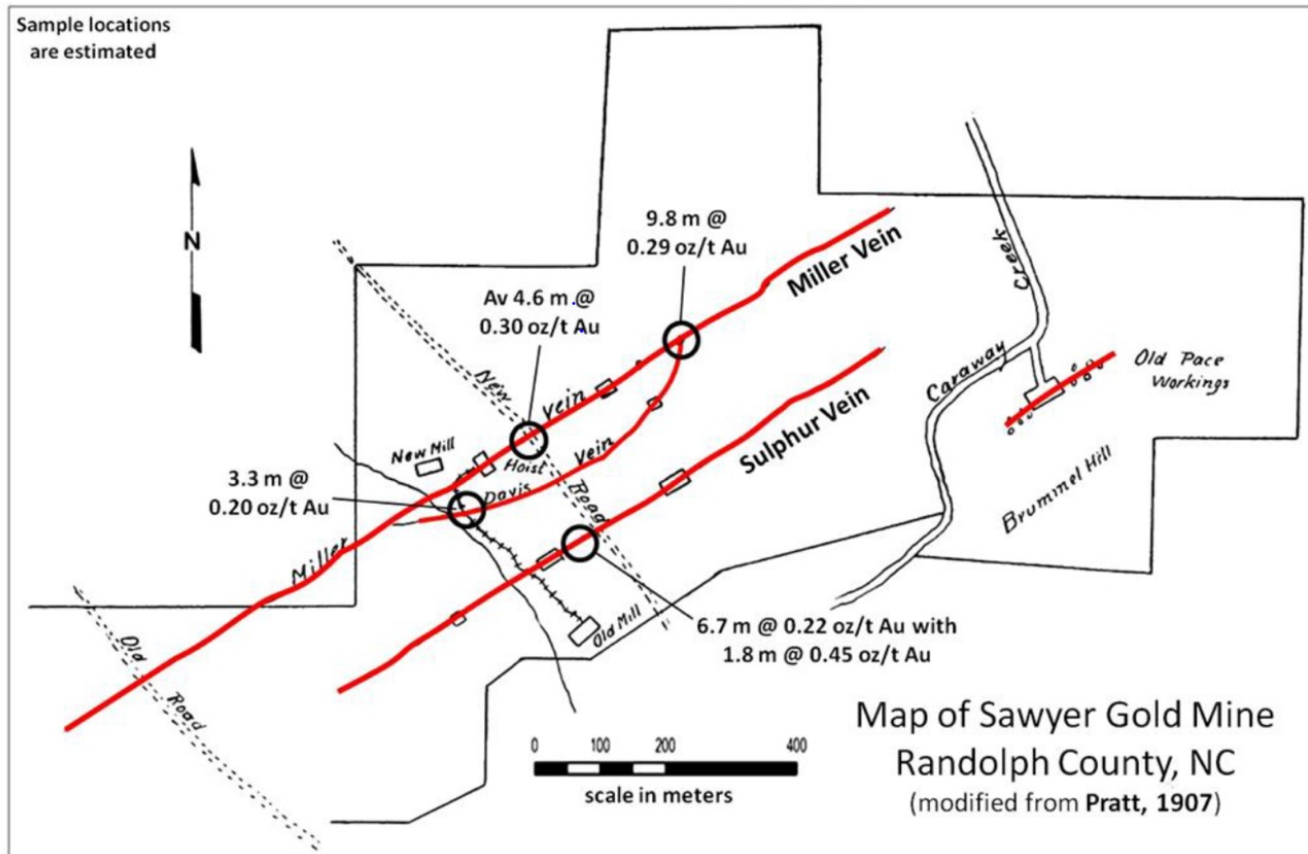 Sample locations
are estimated
N
9.8 m @
0.29 oz/t Au
Miller Vein
Creek
Av 4.6 m @
0.30 oz/t Au
Caraway
Old Pace
Workings
New
Vein
Sulphur Vein
New Mill
Hoist
Vein
3.3 m @
0.20 oz/t Au
Davis
Road
Brummel Hill
Miller
Old Mill
6.7 m @ 0.22 oz/t Au with
1.8 m @ 0.45 oz/t Au
Old
Road
Map of Sawyer Gold Mine
Randolph County, NC
(modified from Pratt, 1907)
0 100 200 400
scale in meters